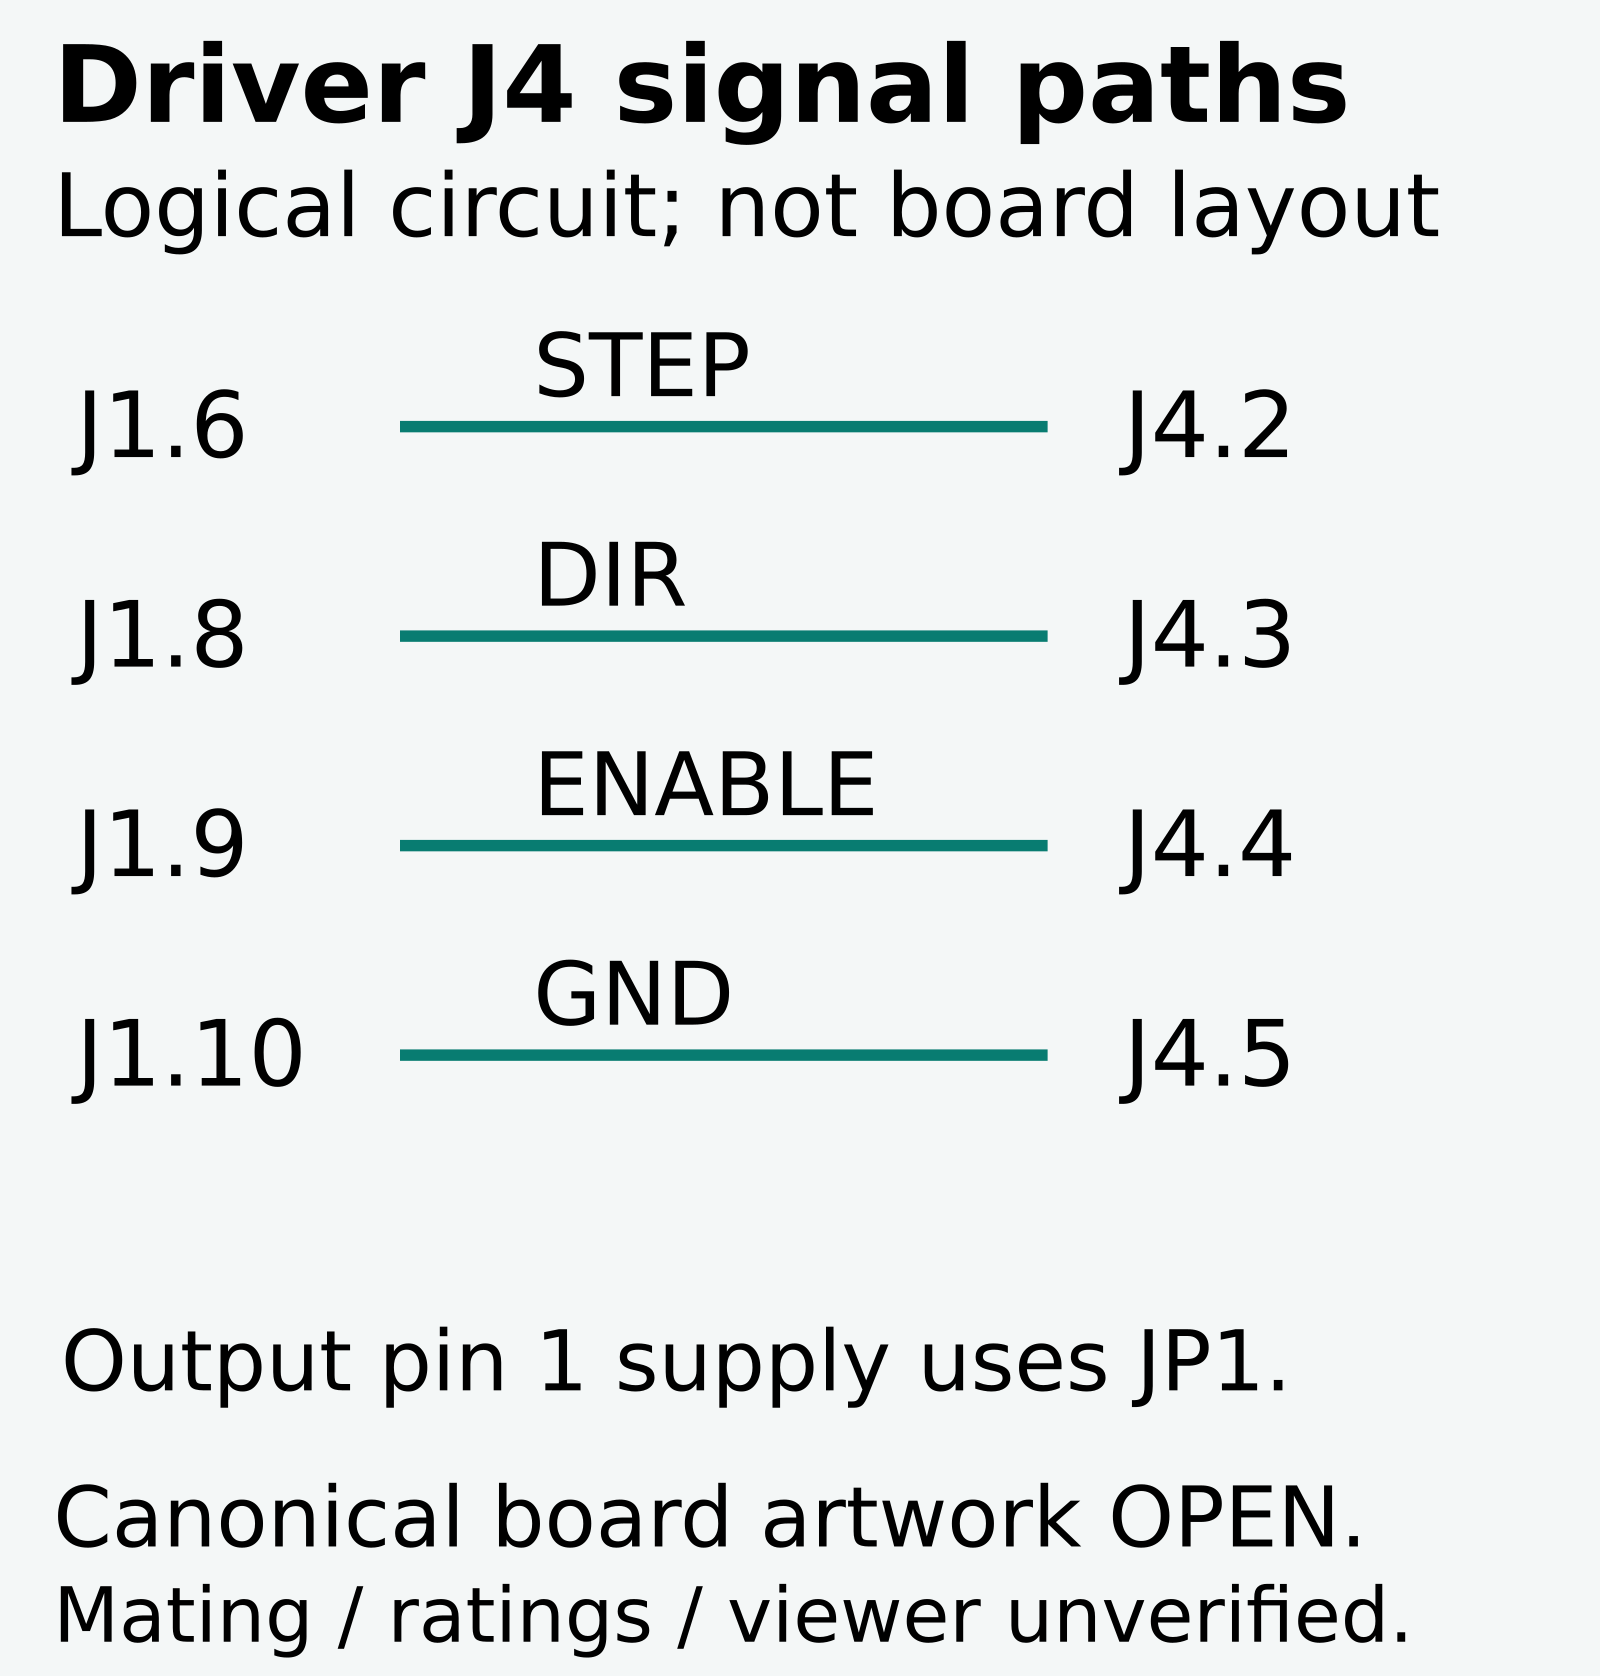 Driver J4 signal paths
Logical circuit; not board layout
STEP
J1.6 J4.2
DIR
J1.8 J4.3
ENABLE
J1.9 J4.4
GND
J1.10 J4.5
Output pin 1 supply uses JP1.
Canonical board artwork OPEN.
Mating / ratings / viewer unverified.